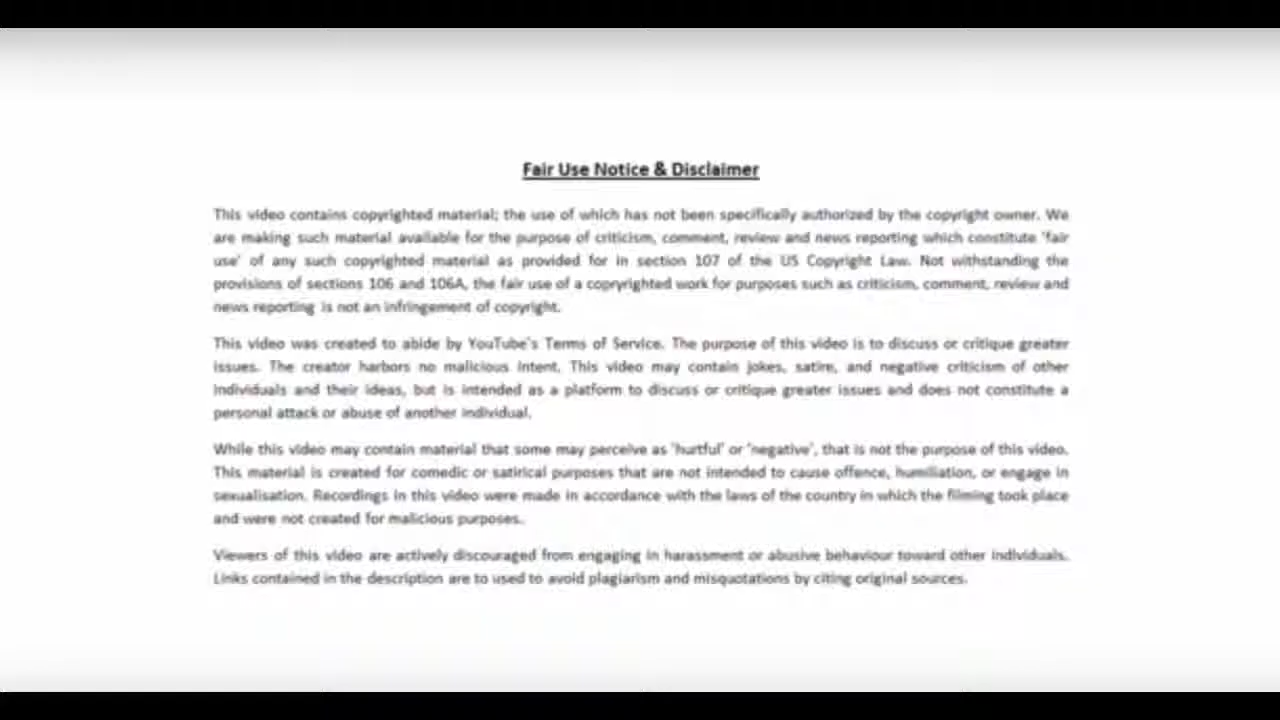 Fair Use Notice & Disclaimer
This video contains copyrighted material; the use of which has not been specifically authorized by the copyright owner. We
are making such material available for the purpose of criticism, comment, review and news reporting which constitute 'fair
use' of any such copyrighted material as provided for in section 107 of the US Copyright Law. Not withstanding the
provisions of sections 106 and 106A, the fair use of a copryrighted work for purposes such as criticism, comment, review and
news reporting is not an infringement of copyright.
This video was created to abide by YouTube's Terms of Service. The purpose of this video is to discuss or critique greater
issues. The creator harbors no malicious intent. This video may contain jokes, satire, and negative criticism of other
individuals and their ideas, but is intended as a platform to discuss or critique greater issues and does not constitute a
personal attack or abuse of another individual.
While this video may contain material that some may perceive as 'hurtful' or 'negative', that is not the purpose of this video.
This material is created for comedic or satirical purposes that are not intended to cause offence, humiliation, or engage in
sexualisation. Recordings in this video were made in accordance with the laws of the country in which the filming took place
and were not created for malicious purposes.
Viewers of this video are actively discouraged from engaging in harassment or abusive behaviour toward other individuals.
Links contained in the description are to used to avoid plagiarism and misquotations by citing original sources.